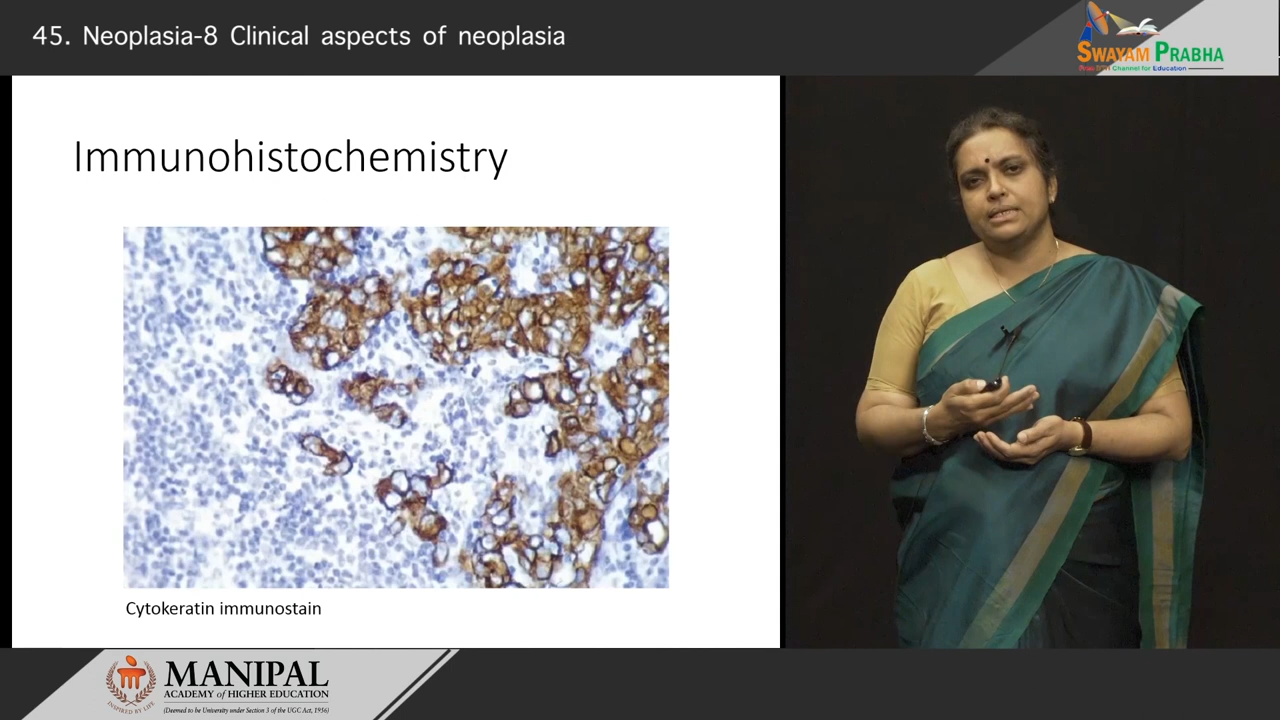 45. Neoplasia-8 Clinical aspects of neoplasia
SWAYAM PRABHA
Immunohistochemistry
Cytokeratin immunostain
INSPIRED BY LIFE
MANIPAL
ACADEMY of HIGHER EDUCATION
(Deemed to be University under Section 3 of the UGC Act, 1956)